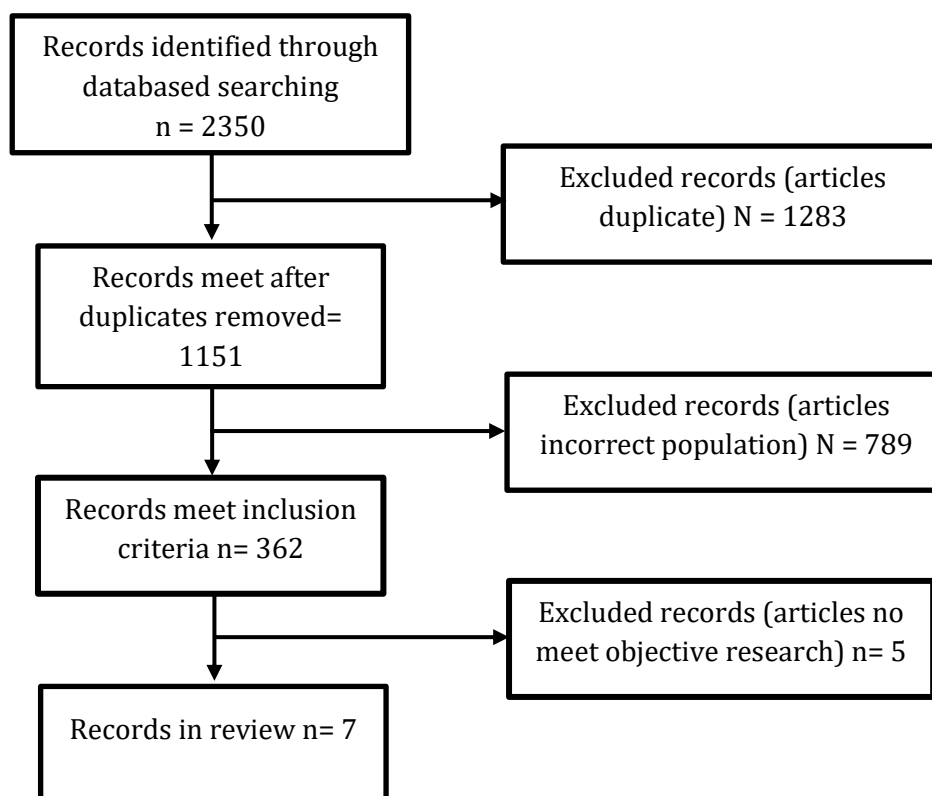 Records identified through
databased searching
n = 2350
Excluded records (articles
duplicate) N = 1283
Records meet after
duplicates removed=
1151
Excluded records (articles
incorrect population) N = 789
Records meet inclusion
criteria n= 362
Excluded records (articles no
meet objective research) n= 5
Records in review n= 7